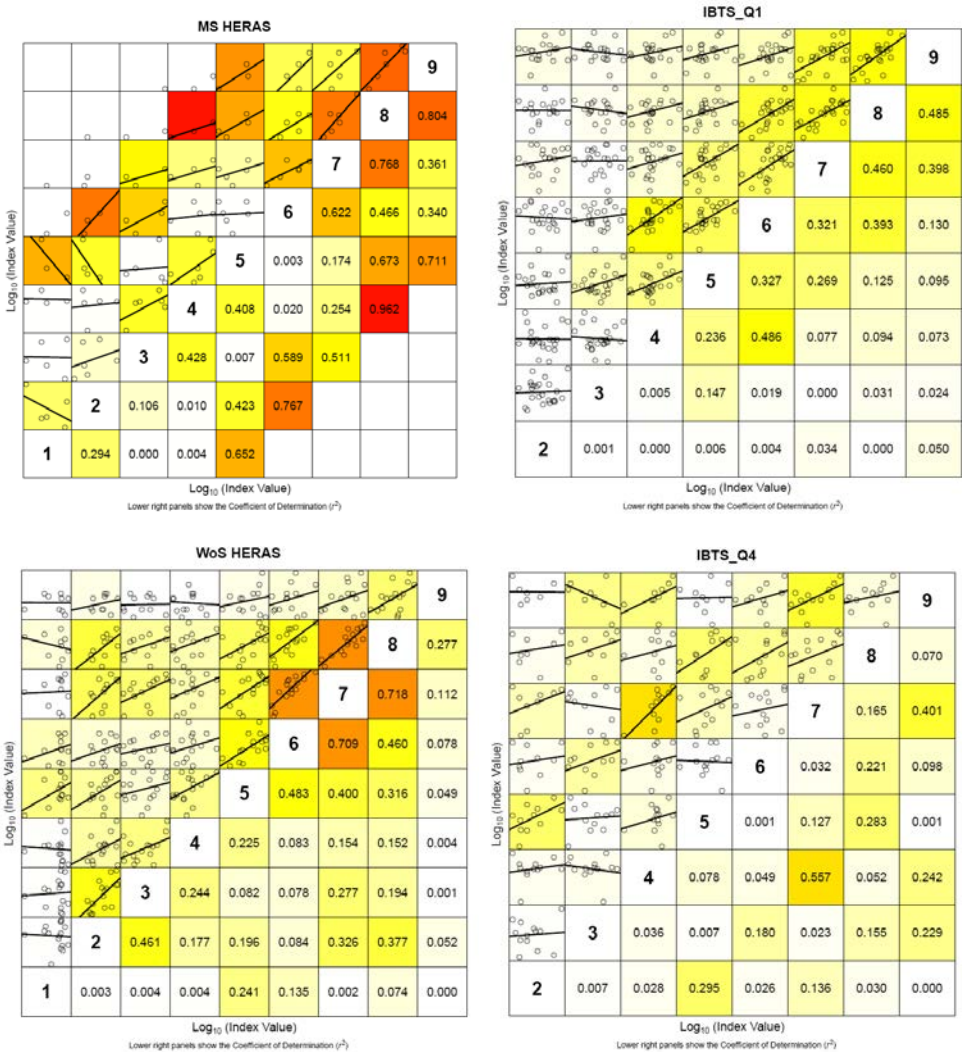 MS HERAS
9
8 0.804
7 0.768 0.361
6 0.622 0.466 0.340
5 0.003 0.174 0.673 0.711
4 0.408 0.020 0.254 0.962
3 0.428 0.007 0.589 0.511
2 0.106 0.010 0.423 0.767
1 0.294 0.000 0.004 0.652
Log10 (Index Value)
Log10 (Index Value)
Lower right panels show the Coefficient of Determination (r²)
IBTS_Q1
9
8 0.485
7 0.460 0.398
6 0.321 0.393 0.130
5 0.327 0.269 0.125 0.095
4 0.236 0.486 0.077 0.094 0.073
3 0.005 0.147 0.019 0.000 0.031 0.024
2 0.001 0.000 0.006 0.004 0.034 0.000 0.050
Log10 (Index Value)
Log10 (Index Value)
Lower right panels show the Coefficient of Determination (r²)
WoS HERAS
9
8 0.277
7 0.718 0.112
6 0.709 0.460 0.078
5 0.483 0.400 0.316 0.049
4 0.225 0.083 0.154 0.152 0.004
3 0.244 0.082 0.078 0.277 0.194 0.001
2 0.461 0.177 0.196 0.084 0.326 0.377 0.052
1 0.003 0.004 0.004 0.241 0.135 0.002 0.074 0.000
Log10 (Index Value)
Log10 (Index Value)
Lower right panels show the Coefficient of Determination (r²)
IBTS_Q4
9
8 0.070
7 0.165 0.401
6 0.032 0.221 0.098
5 0.001 0.127 0.283 0.001
4 0.078 0.049 0.557 0.052 0.242
3 0.036 0.007 0.180 0.023 0.155 0.229
2 0.007 0.028 0.295 0.026 0.136 0.030 0.000
Log10 (Index Value)
Log10 (Index Value)
Lower right panels show the Coefficient of Determination (r²)